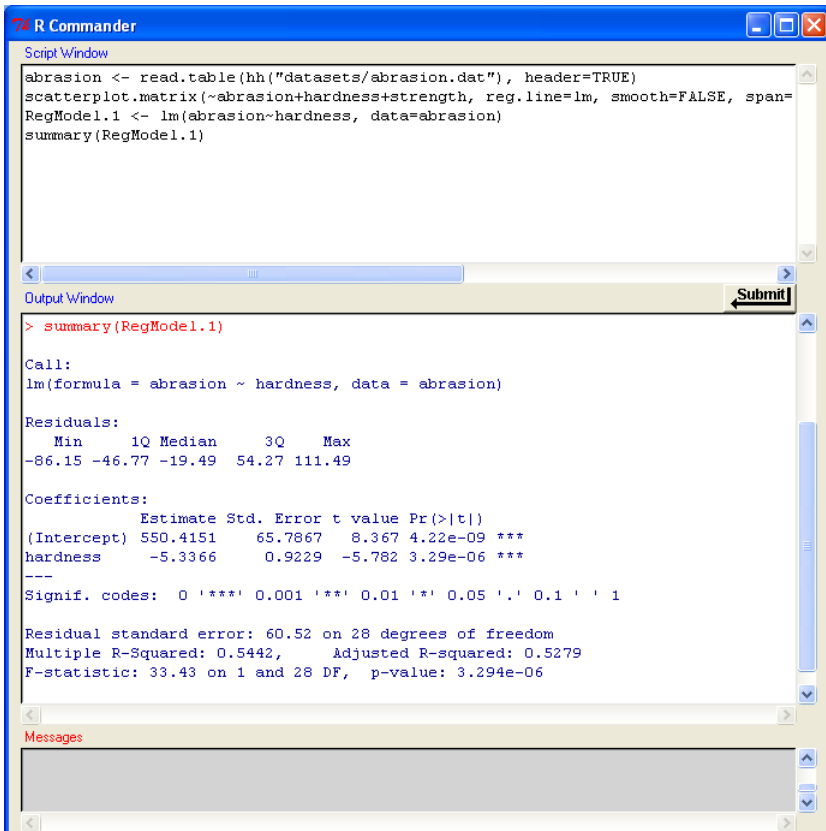 R Commander
Script Window
abrasion <- read.table(hh("datasets/abrasion.dat"), header=TRUE)
scatterplot.matrix(~abrasion+hardness+strength, reg.line=lm, smooth=FALSE, span=
RegModel.1 <- lm(abrasion~hardness, data=abrasion)
summary(RegModel.1)
Output Window
Submit
> summary(RegModel.1)
Call:
lm(formula = abrasion ~ hardness, data = abrasion)
Residuals:
Min 1Q Median 3Q Max
-86.15 -46.77 -19.49 54.27 111.49
Coefficients:
Estimate Std. Error t value Pr(>|t|)
(Intercept) 550.4151 65.7867 8.367 4.22e-09 ***
hardness -5.3366 0.9229 -5.782 3.29e-06 ***
---
Signif. codes: 0 '***' 0.001 '**' 0.01 '*' 0.05 '.' 0.1 ' ' 1
Residual standard error: 60.52 on 28 degrees of freedom
Multiple R-Squared: 0.5442, Adjusted R-squared: 0.5279
F-statistic: 33.43 on 1 and 28 DF, p-value: 3.294e-06
Messages